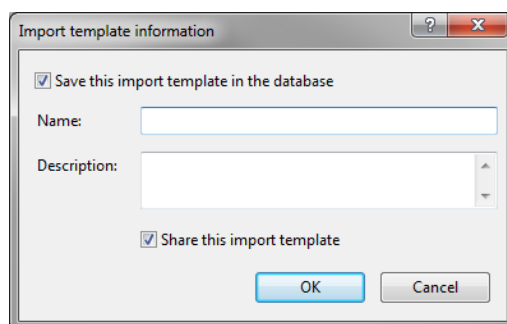 Import template information
?
Save this import template in the database
Name:
Description:
Share this import template
OK
Cancel